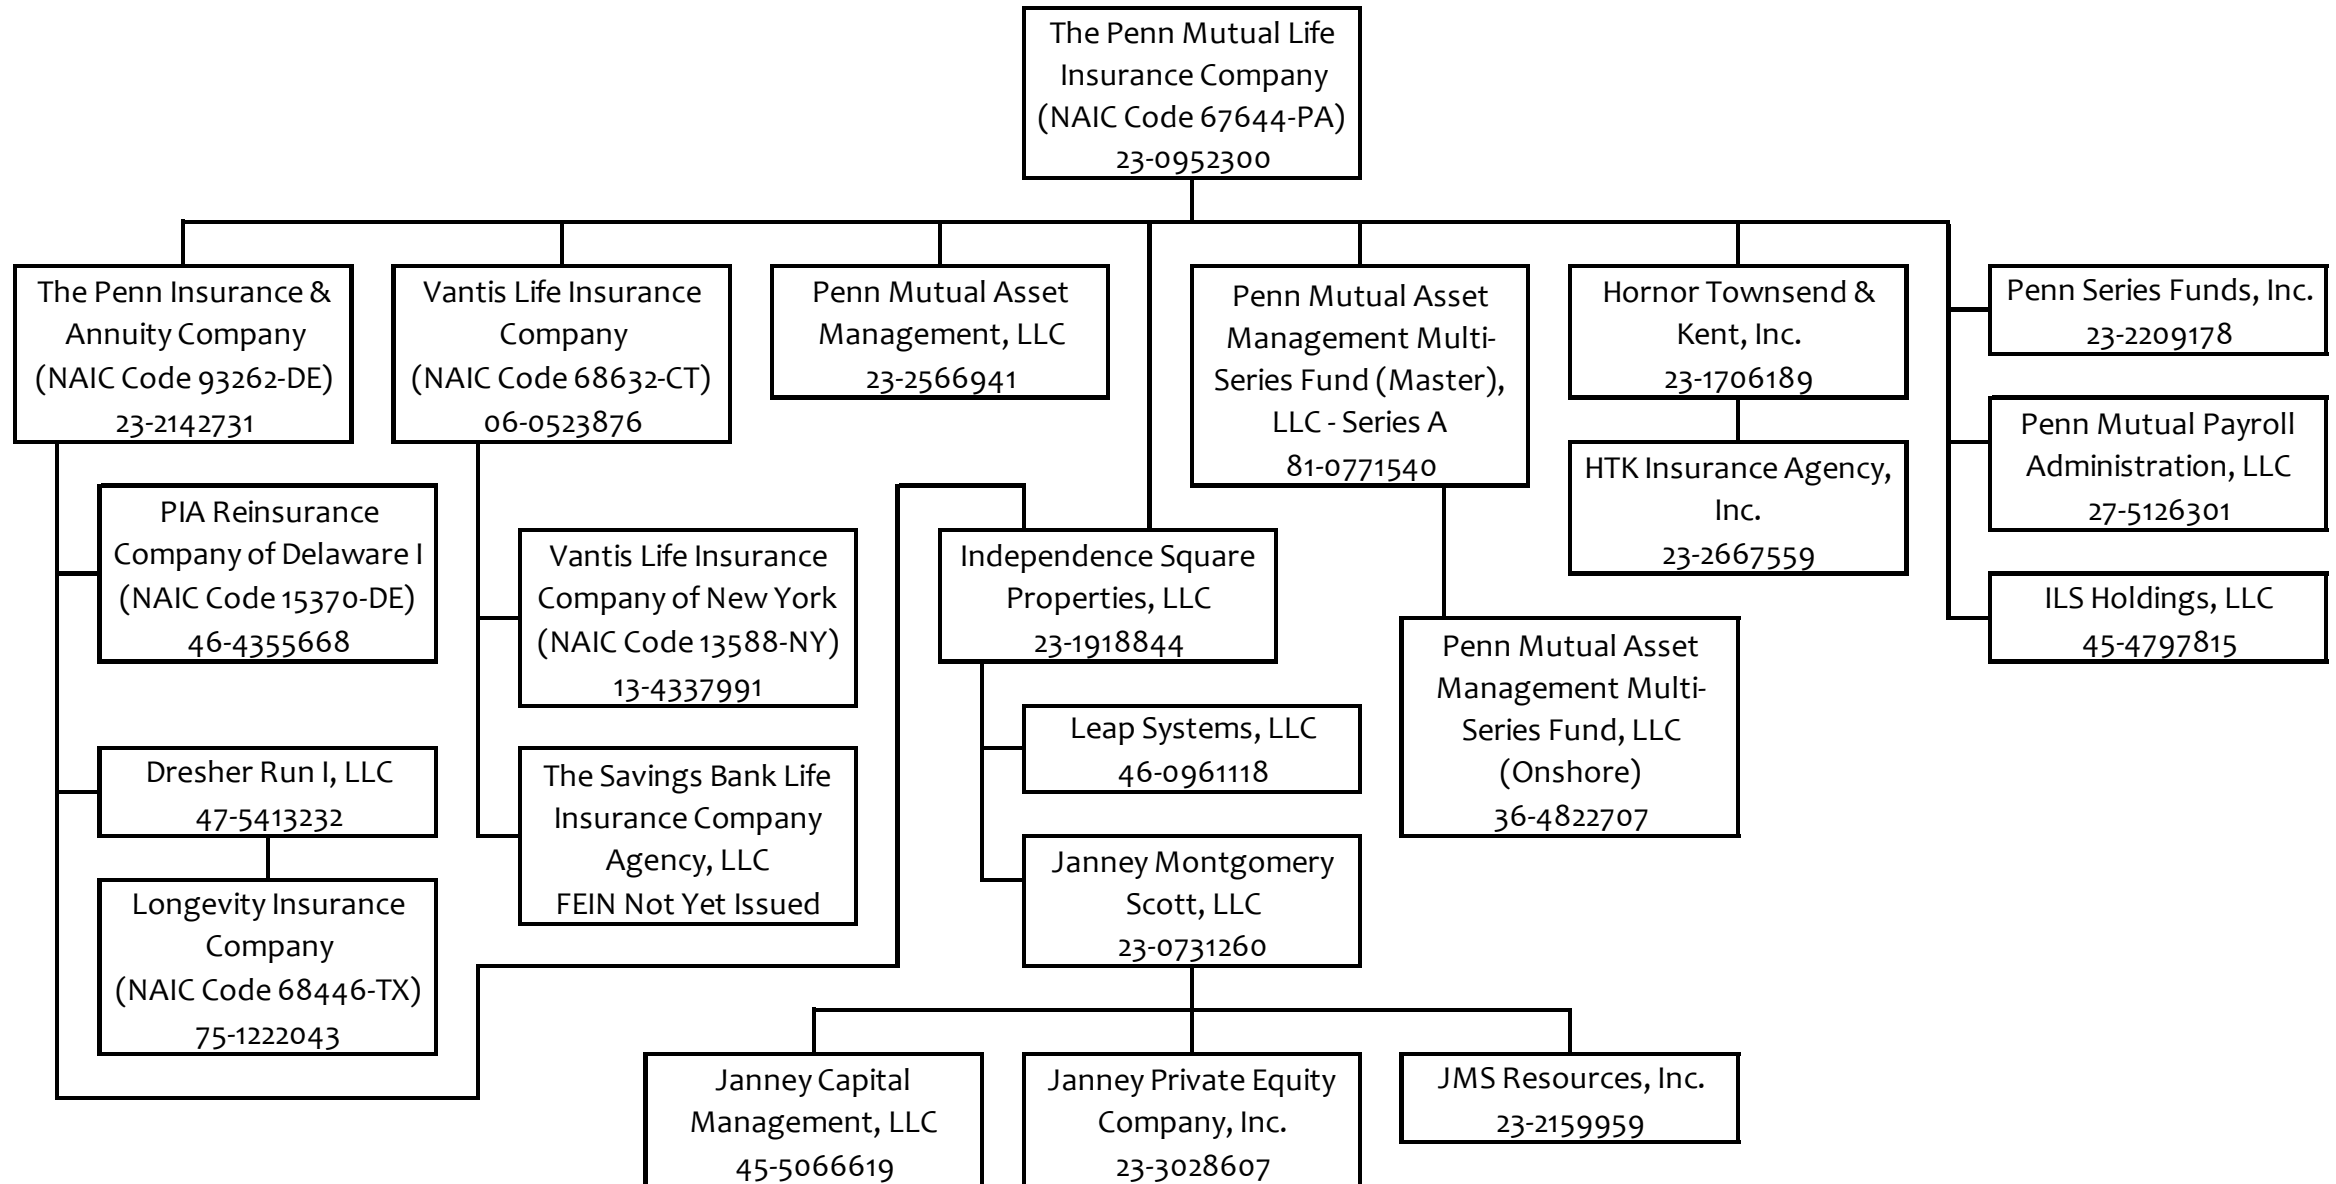 The Penn Mutual Life
Insurance Company
(NAIC Code 67644-PA)
23-0952300
The Penn Insurance &
Annuity Company
(NAIC Code 93262-DE)
23-2142731
Vantis Life Insurance
Company
(NAIC Code 68632-CT)
06-0523876
Penn Mutual Asset
Management, LLC
23-2566941
Penn Mutual Asset
Management Multi-
Series Fund (Master),
LLC - Series A
81-0771540
Hornor Townsend &
Kent, Inc.
23-1706189
Penn Series Funds, Inc.
23-2209178
Penn Mutual Payroll
Administration, LLC
27-5126301
HTK Insurance Agency,
Inc.
23-2667559
PIA Reinsurance
Company of Delaware I
(NAIC Code 15370-DE)
46-4355668
Vantis Life Insurance
Company of New York
(NAIC Code 13588-NY)
13-4337991
Independence Square
Properties, LLC
23-1918844
ILS Holdings, LLC
45-4797815
Penn Mutual Asset
Management Multi-
Series Fund, LLC
(Onshore)
36-4822707
Leap Systems, LLC
46-0961118
Dresher Run I, LLC
47-5413232
The Savings Bank Life
Insurance Company
Agency, LLC
FEIN Not Yet Issued
Janney Montgomery
Scott, LLC
23-0731260
Longevity Insurance
Company
(NAIC Code 68446-TX)
75-1222043
Janney Capital
Management, LLC
45-5066619
Janney Private Equity
Company, Inc.
23-3028607
JMS Resources, Inc.
23-2159959